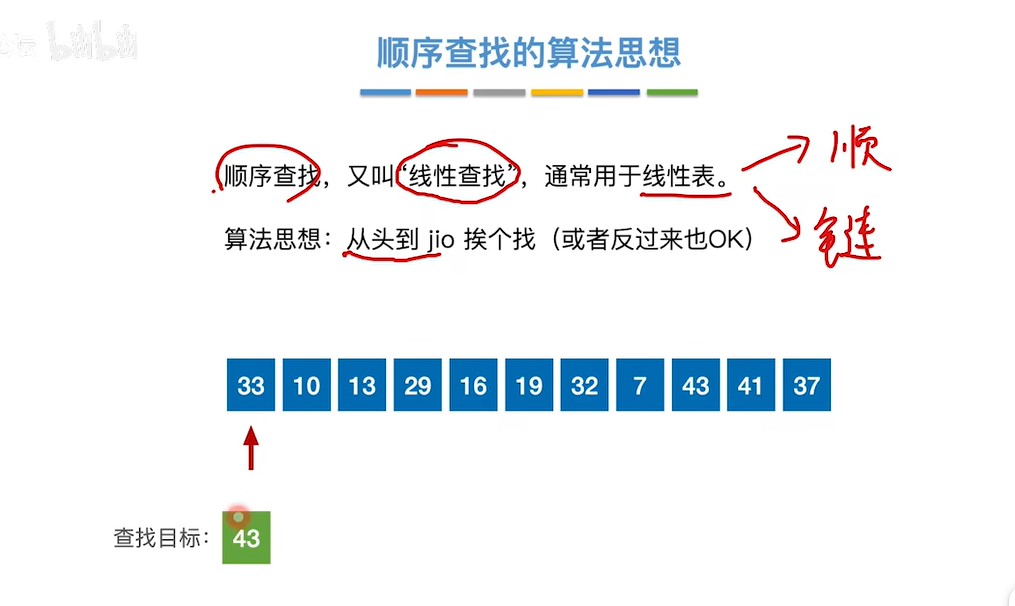 bilibili
顺序查找的算法思想
顺序查找，又叫“线性查找”，通常用于线性表。
顺
链
算法思想：从头到 jio 挨个找（或者反过来也OK）
33 10 13 29 16 19 32 7 43 41 37
查找目标：43